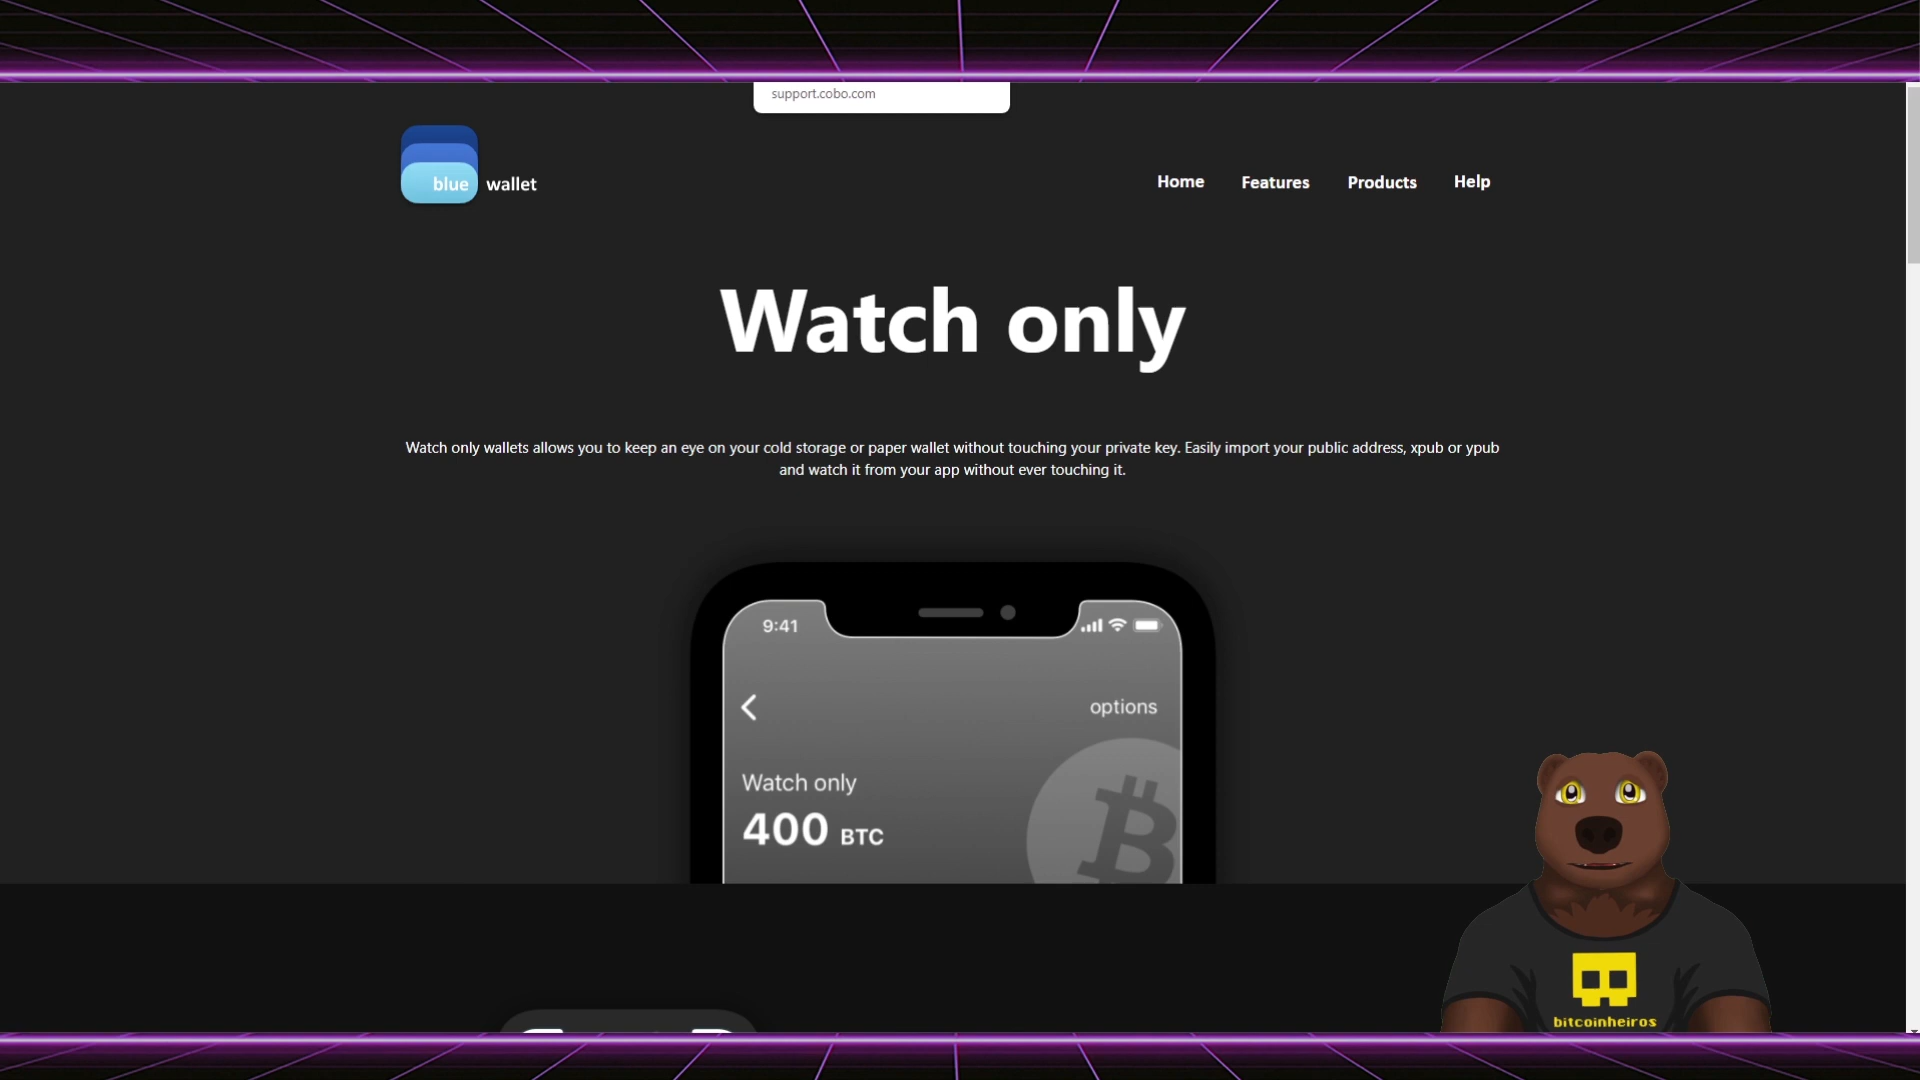 support.cobo.com
blue wallet
Home Features Products Help
Watch only
Watch only wallets allows you to keep an eye on your cold storage or paper wallet without touching your private key. Easily import your public address, xpub or ypub
and watch it from your app without ever touching it.
9:41
options
Watch only
400 BTC
bitcoinheiros